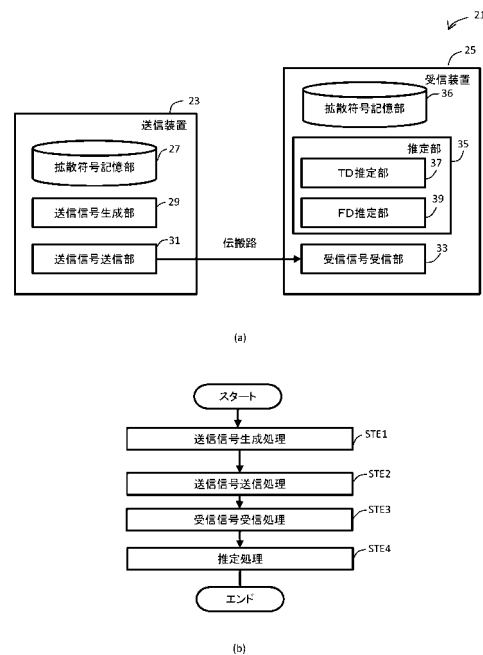 21
25
受信装置
36
拡散符号記憶部
23
送信装置
27
拡散符号記憶部
推定部
35
37
TD推定部
29
送信信号生成部
39
FD推定部
31
送信信号送信部
伝搬路
33
受信信号受信部
(a)
スタート
送信信号生成処理
STE1
送信信号送信処理
STE2
受信信号受信処理
STE3
推定処理
STE4
エンド
(b)